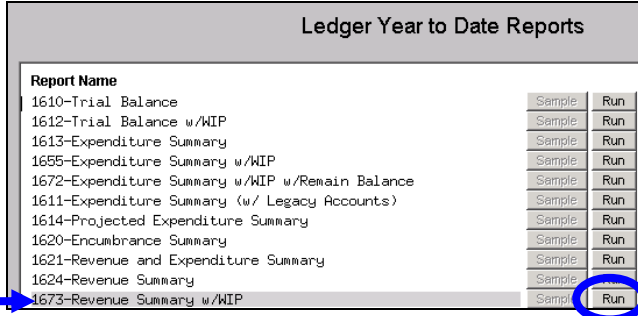 Ledger Year to Date Reports
Report Name
1610-Trial Balance Sample Run
1612-Trial Balance w/WIP Sample Run
1613-Expenditure Summary Sample Run
1655-Expenditure Summary w/WIP Sample Run
1672-Expenditure Summary w/WIP w/Remain Balance Sample Run
1611-Expenditure Summary (w/ Legacy Accounts) Sample Run
1614-Projected Expenditure Summary Sample Run
1620-Encumbrance Summary Sample Run
1621-Revenue and Expenditure Summary Sample Run
1624-Revenue Summary Sample Run
1673-Revenue Summary w/WIP Sample Run